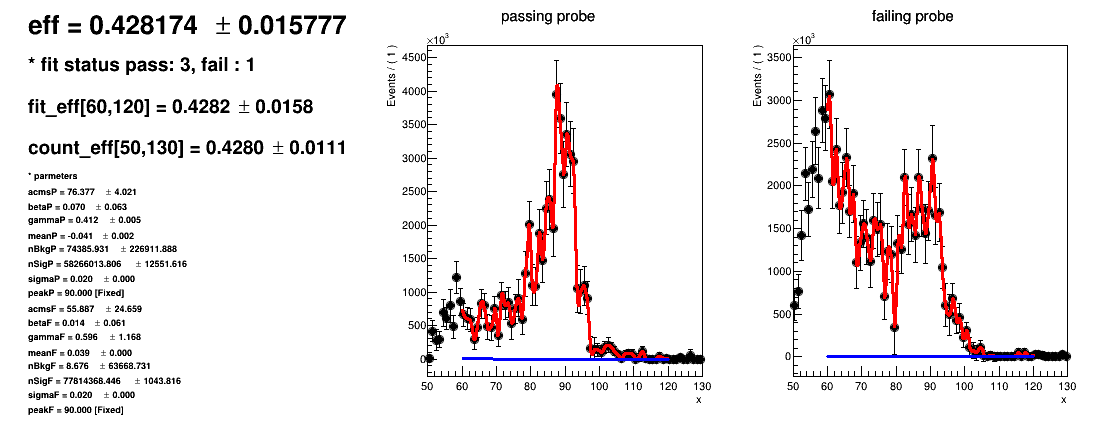 eff = 0.428174 ± 0.015777
* fit status pass: 3, fail : 1
fit_eff[60,120] = 0.4282 ± 0.0158
count_eff[50,130] = 0.4280 ± 0.0111
* parmeters
acmsP = 76.377 ± 4.021
betaP = 0.070 ± 0.063
gammaP = 0.412 ± 0.005
meanP = -0.041 ± 0.002
nBkgP = 74385.931 ± 226911.888
nSigP = 58266013.806 ± 12551.616
sigmaP = 0.020 ± 0.000
peakP = 90.000 [Fixed]
acmsF = 55.887 ± 24.659
betaF = 0.014 ± 0.061
gammaF = 0.596 ± 1.168
meanF = 0.039 ± 0.000
nBkgF = 8.676 ± 63668.731
nSigF = 77814368.446 ± 1043.816
sigmaF = 0.020 ± 0.000
peakF = 90.000 [Fixed]
passing probe
×10³
Events / ( 1 )
4500
4000
3500
3000
2500
2000
1500
1000
500
0
50 60 70 80 90 100 110 120 130
x
failing probe
×10³
Events / ( 1 )
3500
3000
2500
2000
1500
1000
500
0
50 60 70 80 90 100 110 120 130
x